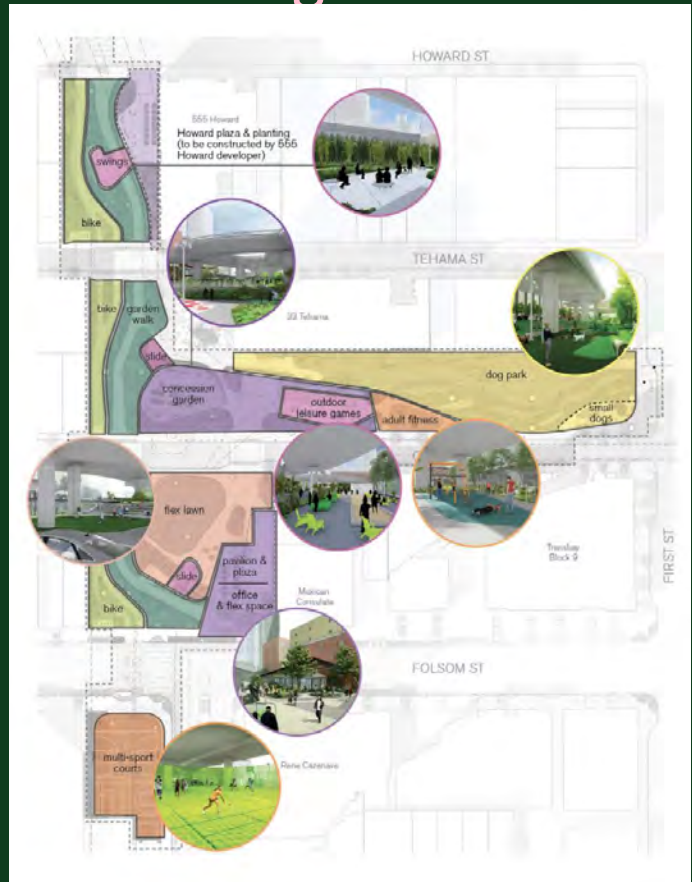 HOWARD ST.
555 Howard
Howard plaza & planting
(to be constructed by 555
Howard developer)
swings
bike
TEHAMA ST
33 Tehama
bike
garden
walk
slide
concession
garden
outdoor
leisure games
adult fitness
dog park
small
dogs
flex lawn
slide
bike
pavilion &
plaza
office
& flex space
Mexican
Consulate
Transbay
Block 9
FIRST ST
FOLSOM ST
multi-sport
courts
Rene Cazenave